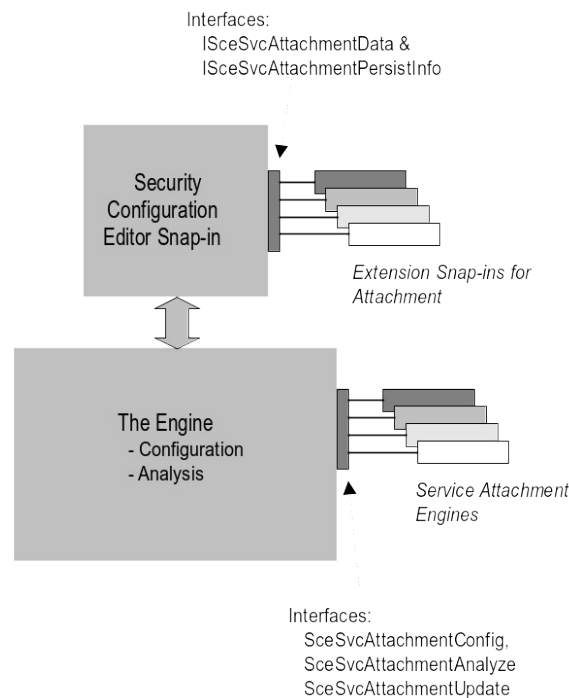 Interfaces:
ISceSvcAttachmentData &
ISceSvcAttachmentPersistInfo
Security
Configuration
Editor Snap-in
Extension Snap-ins for
Attachment
The Engine
- Configuration
- Analysis
Service Attachment
Engines
Interfaces:
SceSvcAttachmentConfig,
SceSvcAttachmentAnalyze
SceSvcAttachmentUpdate